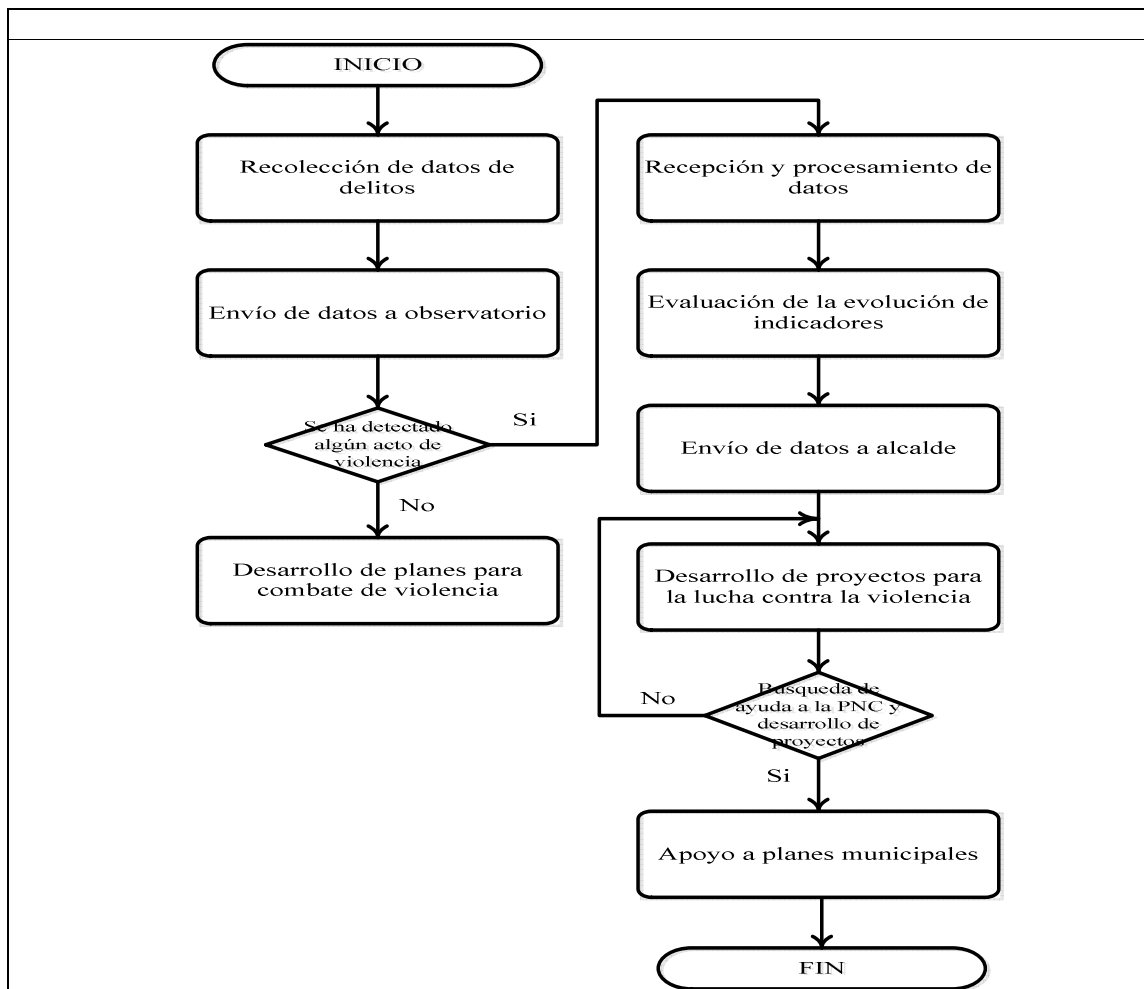 INICIO
Recolección de datos de
delitos
Envío de datos a observatorio
Se ha detectado
algún acto de
violencia
Si
No
Desarrollo de planes para
combate de violencia
Recepción y procesamiento de
datos
Evaluación de la evolución de
indicadores
Envío de datos a alcalde
Desarrollo de proyectos para
la lucha contra la violencia
Búsqueda de
ayuda a la PNC y
desarrollo de
proyectos
No
Si
Apoyo a planes municipales
FIN